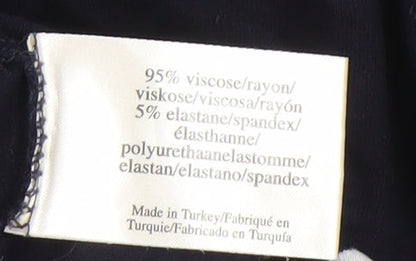 95% viscose/rayon/
viskose/viscosa/rayón
5% elastane/spandex/
élasthanne/
polyurethaanelastomme/
elastan/elastano/spandex
Made in Turkey/Fabriqué en
Turquie/Fabricado en Turquía